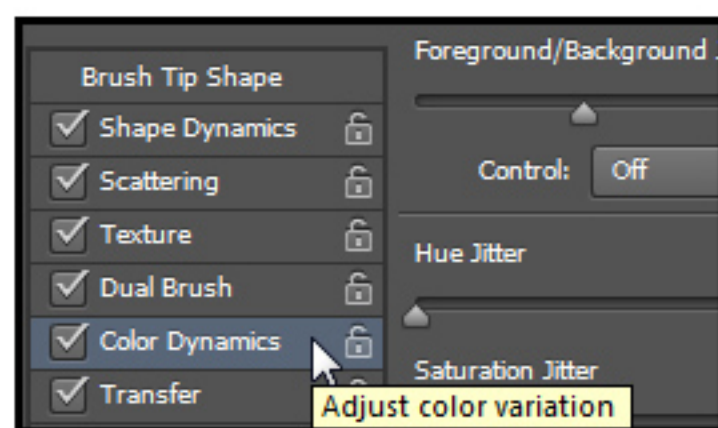 Brush Tip Shape
Shape Dynamics
Scattering
Texture
Dual Brush
Color Dynamics
Transfer
Foreground/Background
Control: Off
Hue Jitter
Saturation Jitter
Adjust color variation